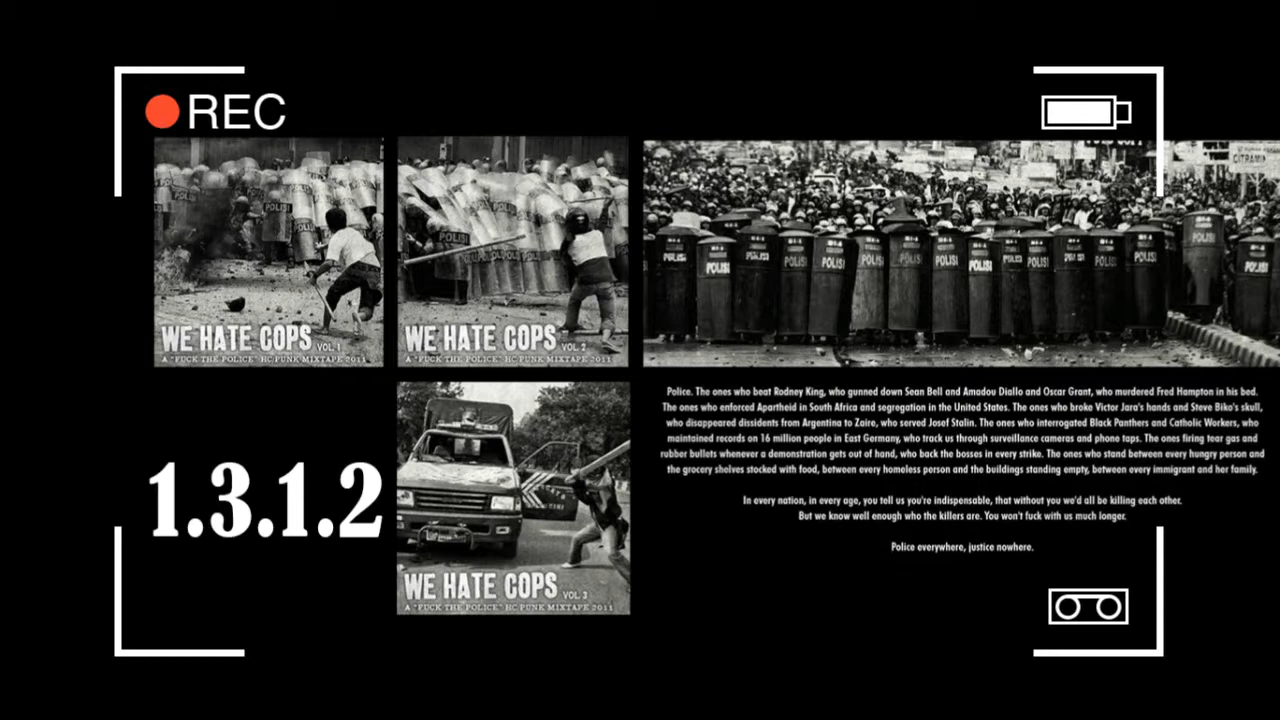 REC
WE HATE COPS VOL. 1
A "FUCK THE POLICE" HC/PUNK MIXTAPE 2011
WE HATE COPS VOL. 2
A "FUCK THE POLICE" HC/PUNK MIXTAPE 2011
POLISI
POLISI
POLISI
POLISI
POLISI
POLISI
POLISI
CITRAMIN
Police. The ones who beat Rodney King, who gunned down Sean Bell and Amadou Diallo and Oscar Grant, who murdered Fred Hampton in his bed.
The ones who enforced Apartheid in South Africa and segregation in the United States. The ones who broke Victor Jara's hands and Steve Biko's skull,
who disappeared dissidents from Argentina to Zaire, who served Josef Stalin. The ones who interrogated Black Panthers and Catholic Workers, who
maintained records on 16 million people in East Germany, who track us through surveillance cameras and phone taps. The ones firing tear gas and
rubber bullets whenever a demonstration gets out of hand, who back the bosses in every strike. The ones who stand between every hungry person and
the grocery shelves stocked with food, between every homeless person and the buildings standing empty, between every immigrant and her family.
In every nation, in every age, you tell us you're indispensable, that without you we'd all be killing each other.
But we know well enough who the killers are. You won't fuck with us much longer.
Police everywhere, justice nowhere.
1.3.1.2
WE HATE COPS VOL. 3
A "FUCK THE POLICE" HC/PUNK MIXTAPE 2011